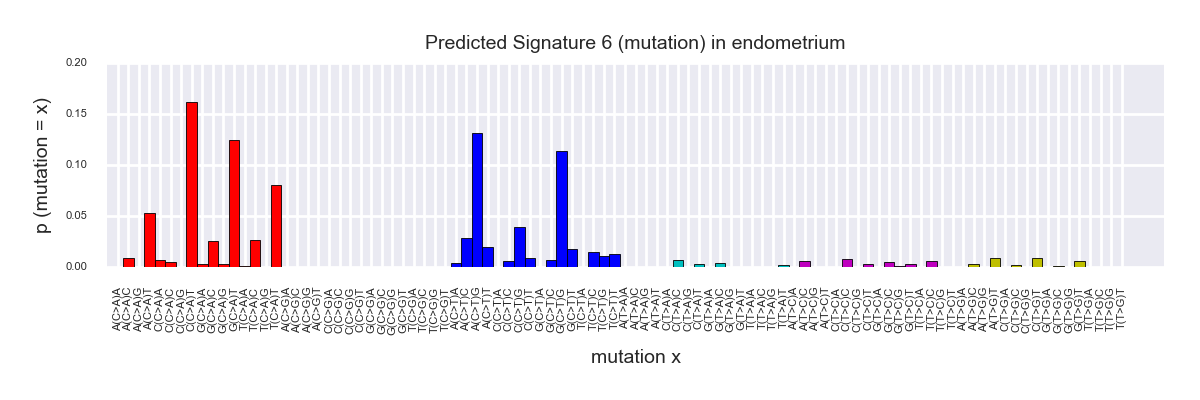 Predicted Signature 6 (mutation) in endometrium
p (mutation = x)
0.20
0.15
0.10
0.05
0.00
A(C>A)A
A(C>A)C
A(C>A)G
A(C>A)T
C(C>A)A
C(C>A)C
C(C>A)G
C(C>A)T
G(C>A)A
G(C>A)C
G(C>A)G
G(C>A)T
T(C>A)A
T(C>A)C
T(C>A)G
T(C>A)T
A(C>G)A
A(C>G)C
A(C>G)G
A(C>G)T
C(C>G)A
C(C>G)C
C(C>G)G
C(C>G)T
G(C>G)A
G(C>G)C
G(C>G)G
G(C>G)T
T(C>G)A
T(C>G)C
T(C>G)G
T(C>G)T
A(C>T)A
A(C>T)C
A(C>T)G
A(C>T)T
C(C>T)A
C(C>T)C
C(C>T)G
C(C>T)T
G(C>T)A
G(C>T)C
G(C>T)G
G(C>T)T
T(C>T)A
T(C>T)C
T(C>T)G
T(C>T)T
A(T>A)A
A(T>A)C
A(T>A)G
A(T>A)T
C(T>A)A
C(T>A)C
C(T>A)G
C(T>A)T
G(T>A)A
G(T>A)C
G(T>A)G
G(T>A)T
T(T>A)A
T(T>A)C
T(T>A)G
T(T>A)T
A(T>C)A
A(T>C)C
A(T>C)G
A(T>C)T
C(T>C)A
C(T>C)C
C(T>C)G
C(T>C)T
G(T>C)A
G(T>C)C
G(T>C)G
G(T>C)T
T(T>C)A
T(T>C)C
T(T>C)G
T(T>C)T
A(T>G)A
A(T>G)C
A(T>G)G
A(T>G)T
C(T>G)A
C(T>G)C
C(T>G)G
C(T>G)T
G(T>G)A
G(T>G)C
G(T>G)G
G(T>G)T
T(T>G)A
T(T>G)C
T(T>G)G
T(T>G)T
mutation x